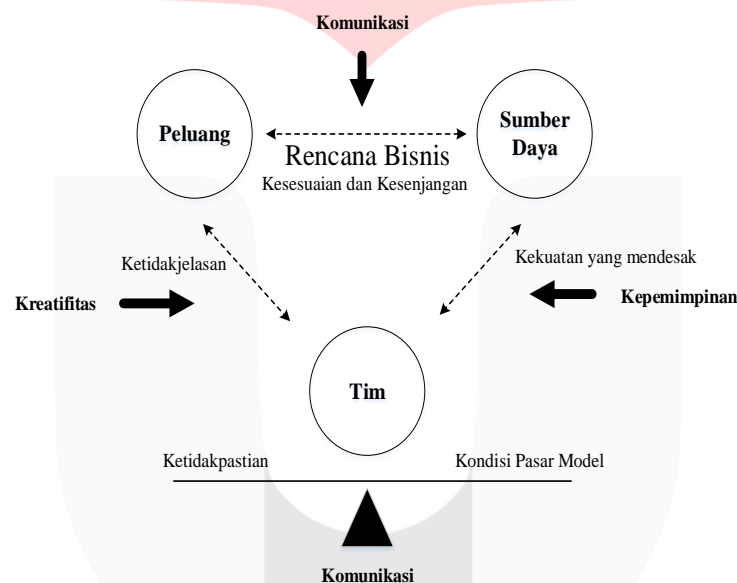 Komunikasi
Peluang
Sumber
Daya
Rencana Bisnis
Kesesuaian dan Kesenjangan
Ketidakjelasan
Kekuatan yang mendesak
Kreatifitas
Kepemimpinan
Tim
Ketidakpastian
Kondisi Pasar Model
Komunikasi